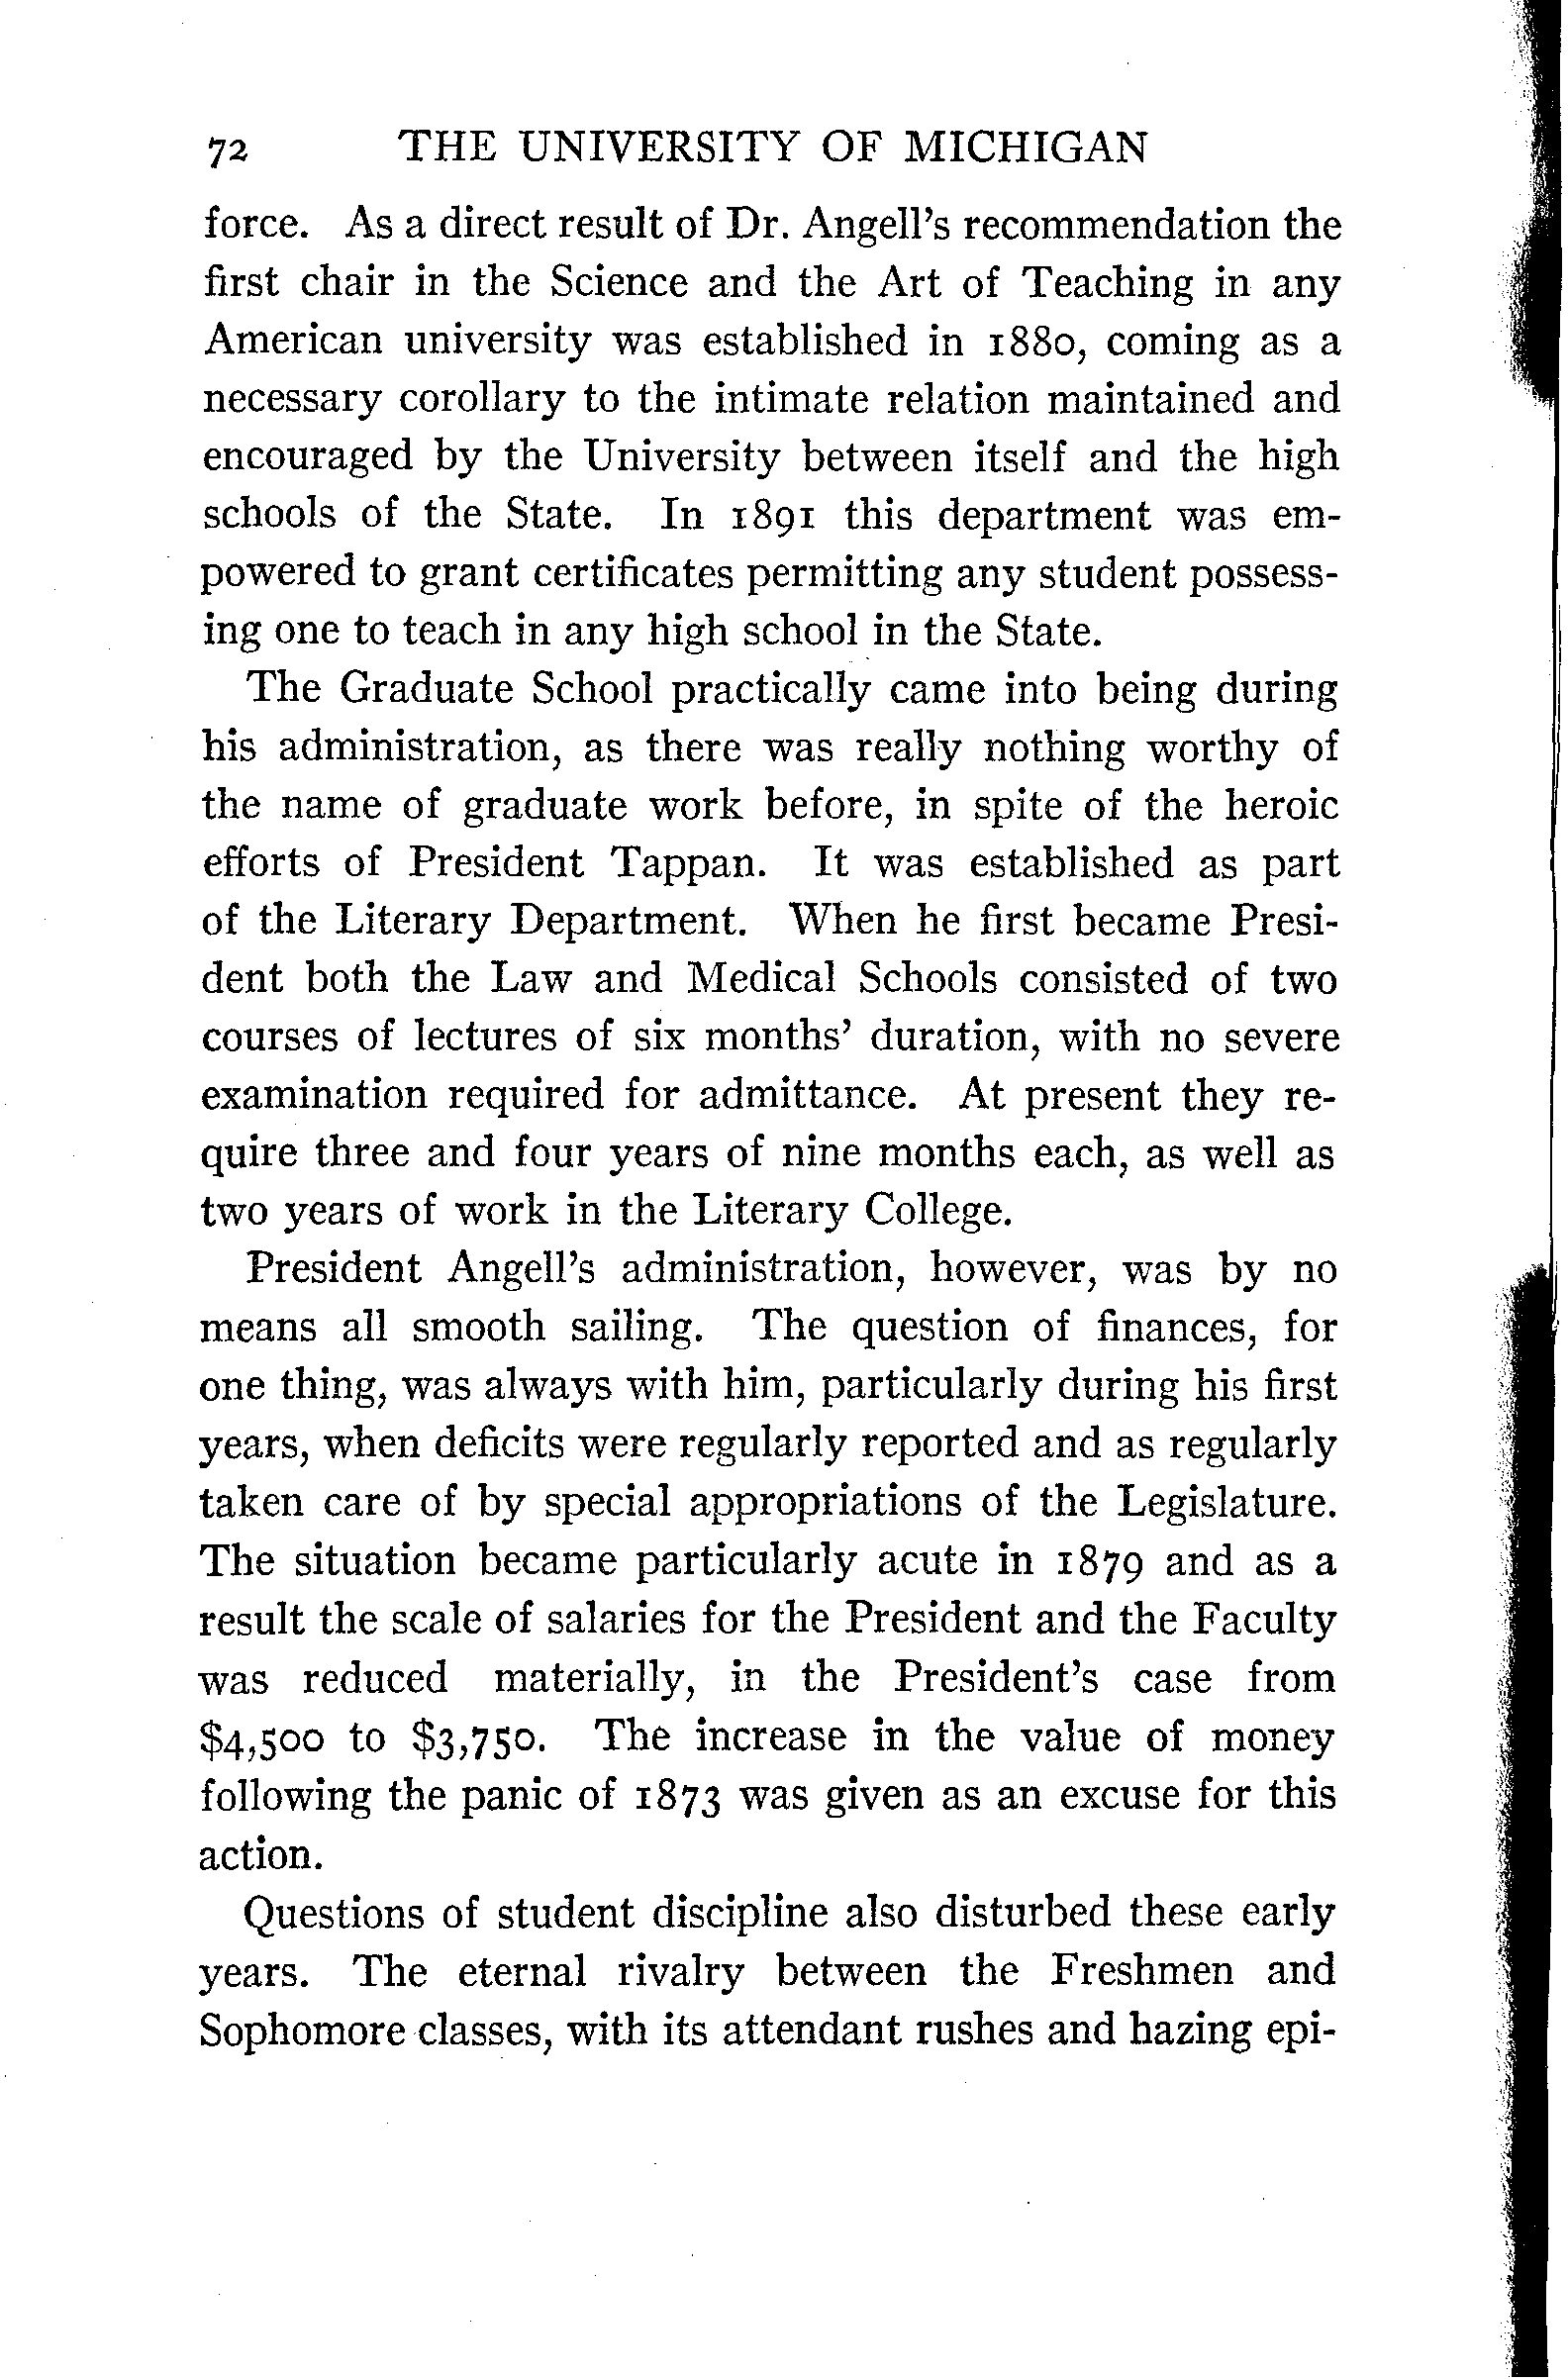 72 THE UNIVERSITY OF MICHIGAN
force. As a direct result of Dr. Angell's recommendation the
first chair in the Science and the Art of Teaching in any
American university was established in 1880, coming as a
necessary corollary to the intimate relation maintained and
encouraged by the University between itself and the high
schools of the State. In 1891 this department was em-
powered to grant certificates permitting any student possess-
ing one to teach in any high school in the State.
The Graduate School practically came into being during
his administration, as there was really nothing worthy of
the name of graduate work before, in spite of the heroic
efforts of President Tappan. It was established as part
of the Literary Department. When he first became Presi-
dent both the Law and Medical Schools consisted of two
courses of lectures of six months' duration, with no severe
examination required for admittance. At present they re-
quire three and four years of nine months each, as well as
two years of work in the Literary College.
President Angell's administration, however, was by no
means all smooth sailing. The question of finances, for
one thing, was always with him, particularly during his first
years, when deficits were regularly reported and as regularly
taken care of by special appropriations of the Legislature.
The situation became particularly acute in 1879 and as a
result the scale of salaries for the President and the Faculty
was reduced materially, in the President's case from
$4,500 to $3,750. The increase in the value of money
following the panic of 1873 was given as an excuse for this
action.
Questions of student discipline also disturbed these early
years. The eternal rivalry between the Freshmen and
Sophomore classes, with its attendant rushes and hazing epi-